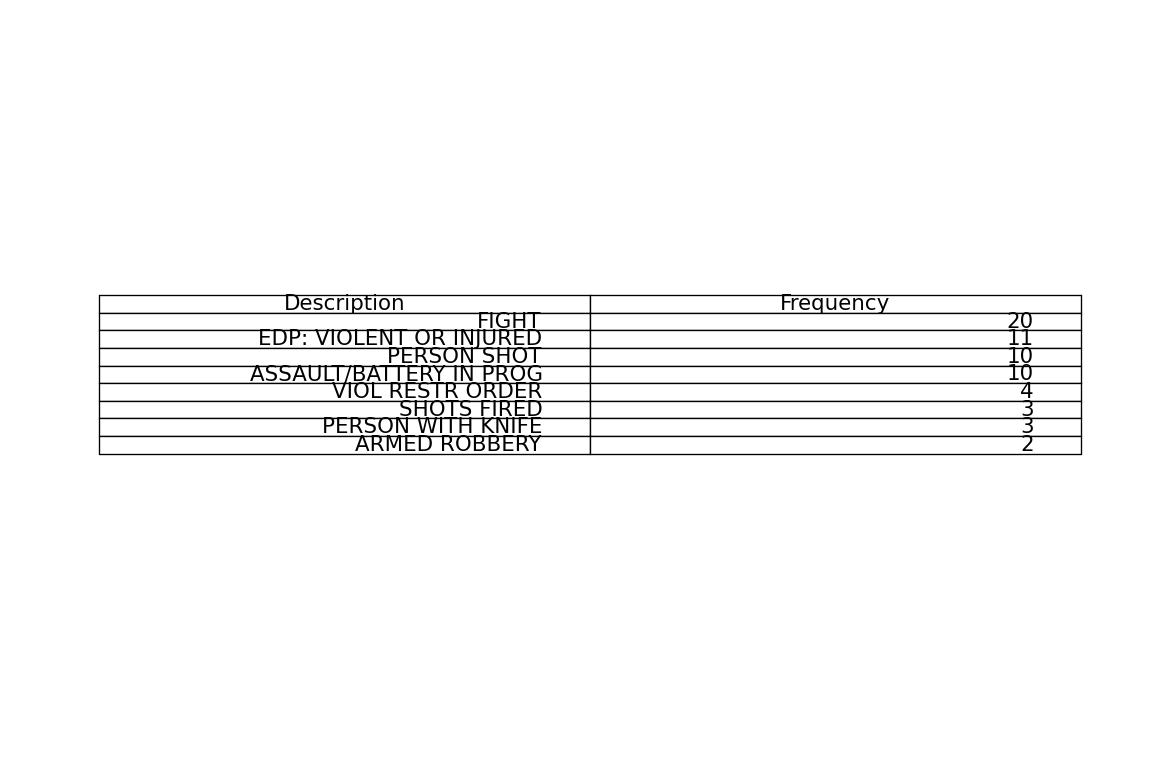 Description Frequency
FIGHT 20
EDP: VIOLENT OR INJURED 11
PERSON SHOT 10
ASSAULT/BATTERY IN PROG 10
VIOL RESTR ORDER 4
SHOTS FIRED 3
PERSON WITH KNIFE 3
ARMED ROBBERY 2